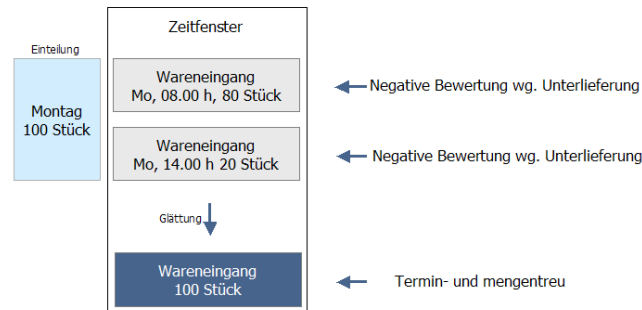 Zeitfenster
Einteilung
Montag
100 Stück
Wareneingang
Mo, 08.00 h, 80 Stück
Negative Bewertung wg. Unterlieferung
Wareneingang
Mo, 14.00 h 20 Stück
Negative Bewertung wg. Unterlieferung
Glättung
Wareneingang
100 Stück
Termin- und mengentreu